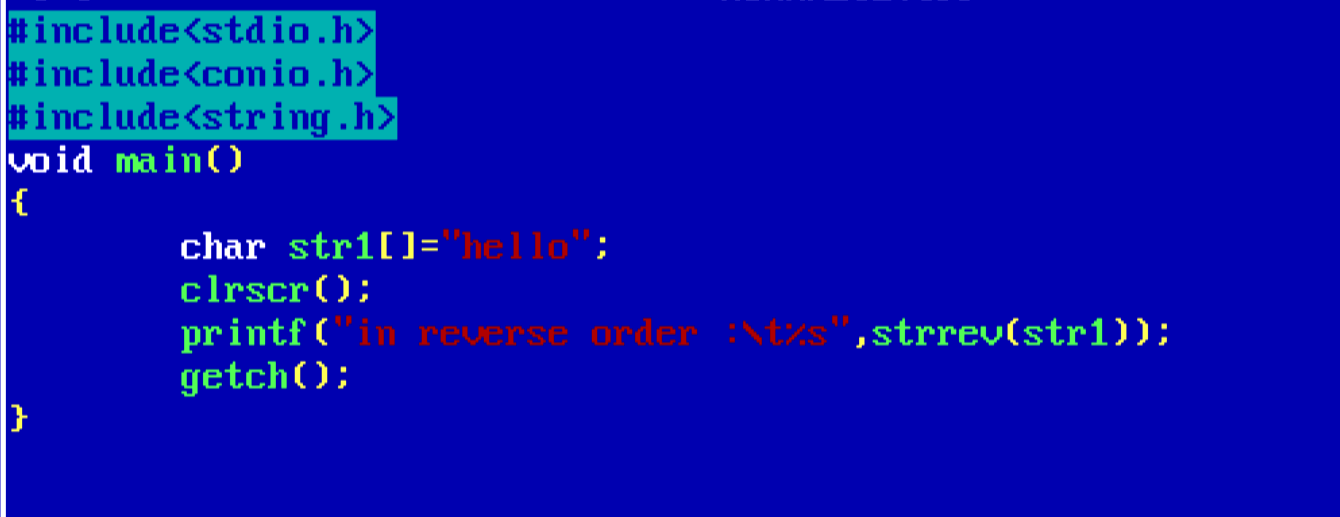 #include<stdio.h>
#include<conio.h>
#include<string.h>
void main()
{
char str1[]="hello";
clrscr();
printf("in reverse order :\t%s",strrev(str1));
getch();
}